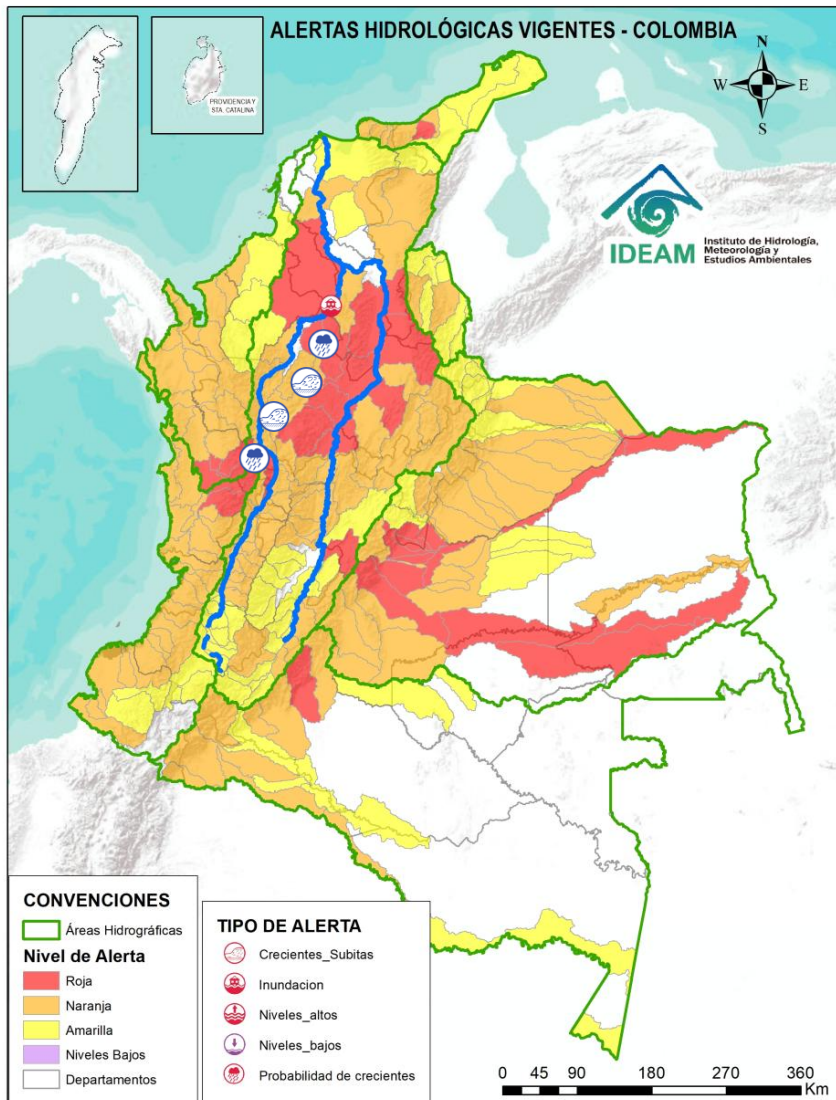 ALERTAS HIDROLÓGICAS VIGENTES - COLOMBIA
PROVIDENCIA Y
STA. CATALINA
N
W
E
S
IDEAM
Instituto de Hidrología,
Meteorología y
Estudios Ambientales
CONVENCIONES
Áreas Hidrográficas
Nivel de Alerta
Roja
Naranja
Amarilla
Niveles Bajos
Departamentos
TIPO DE ALERTA
Crecientes_Subitas
Inundacion
Niveles_altos
Niveles_bajos
Probabilidad de crecientes
0 45 90 180 270 360
Km